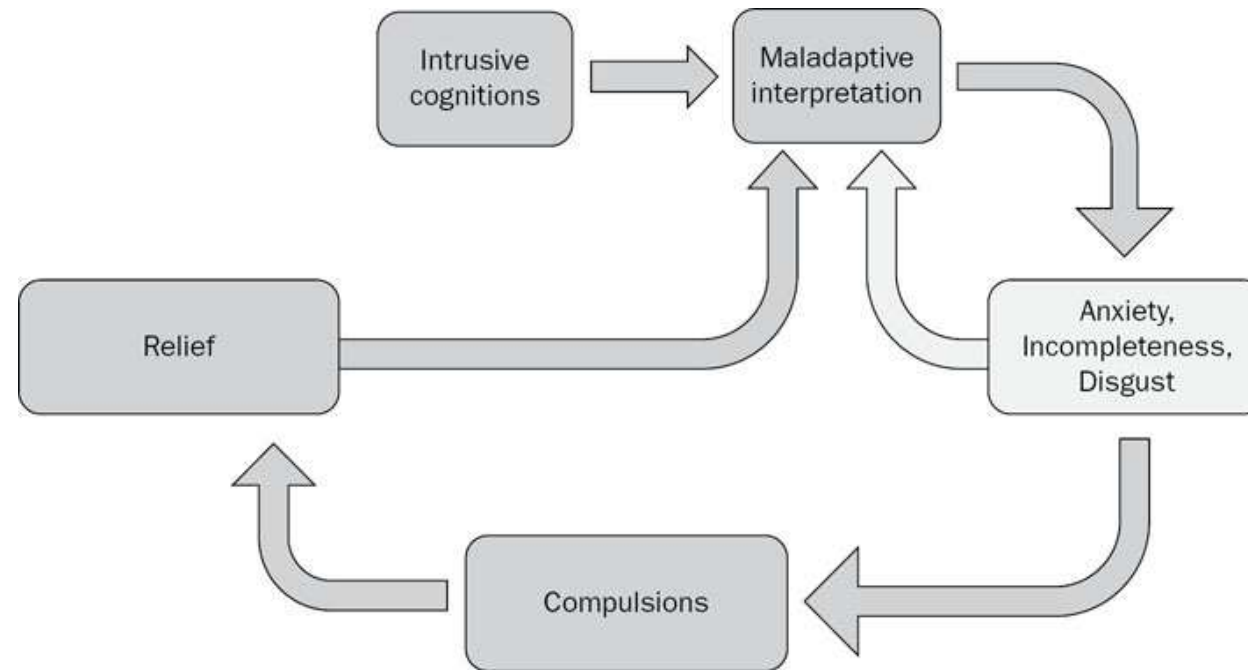 Intrusive
cognitions
Maladaptive
interpretation
Relief
Anxiety,
Incompleteness,
Disgust
Compulsions